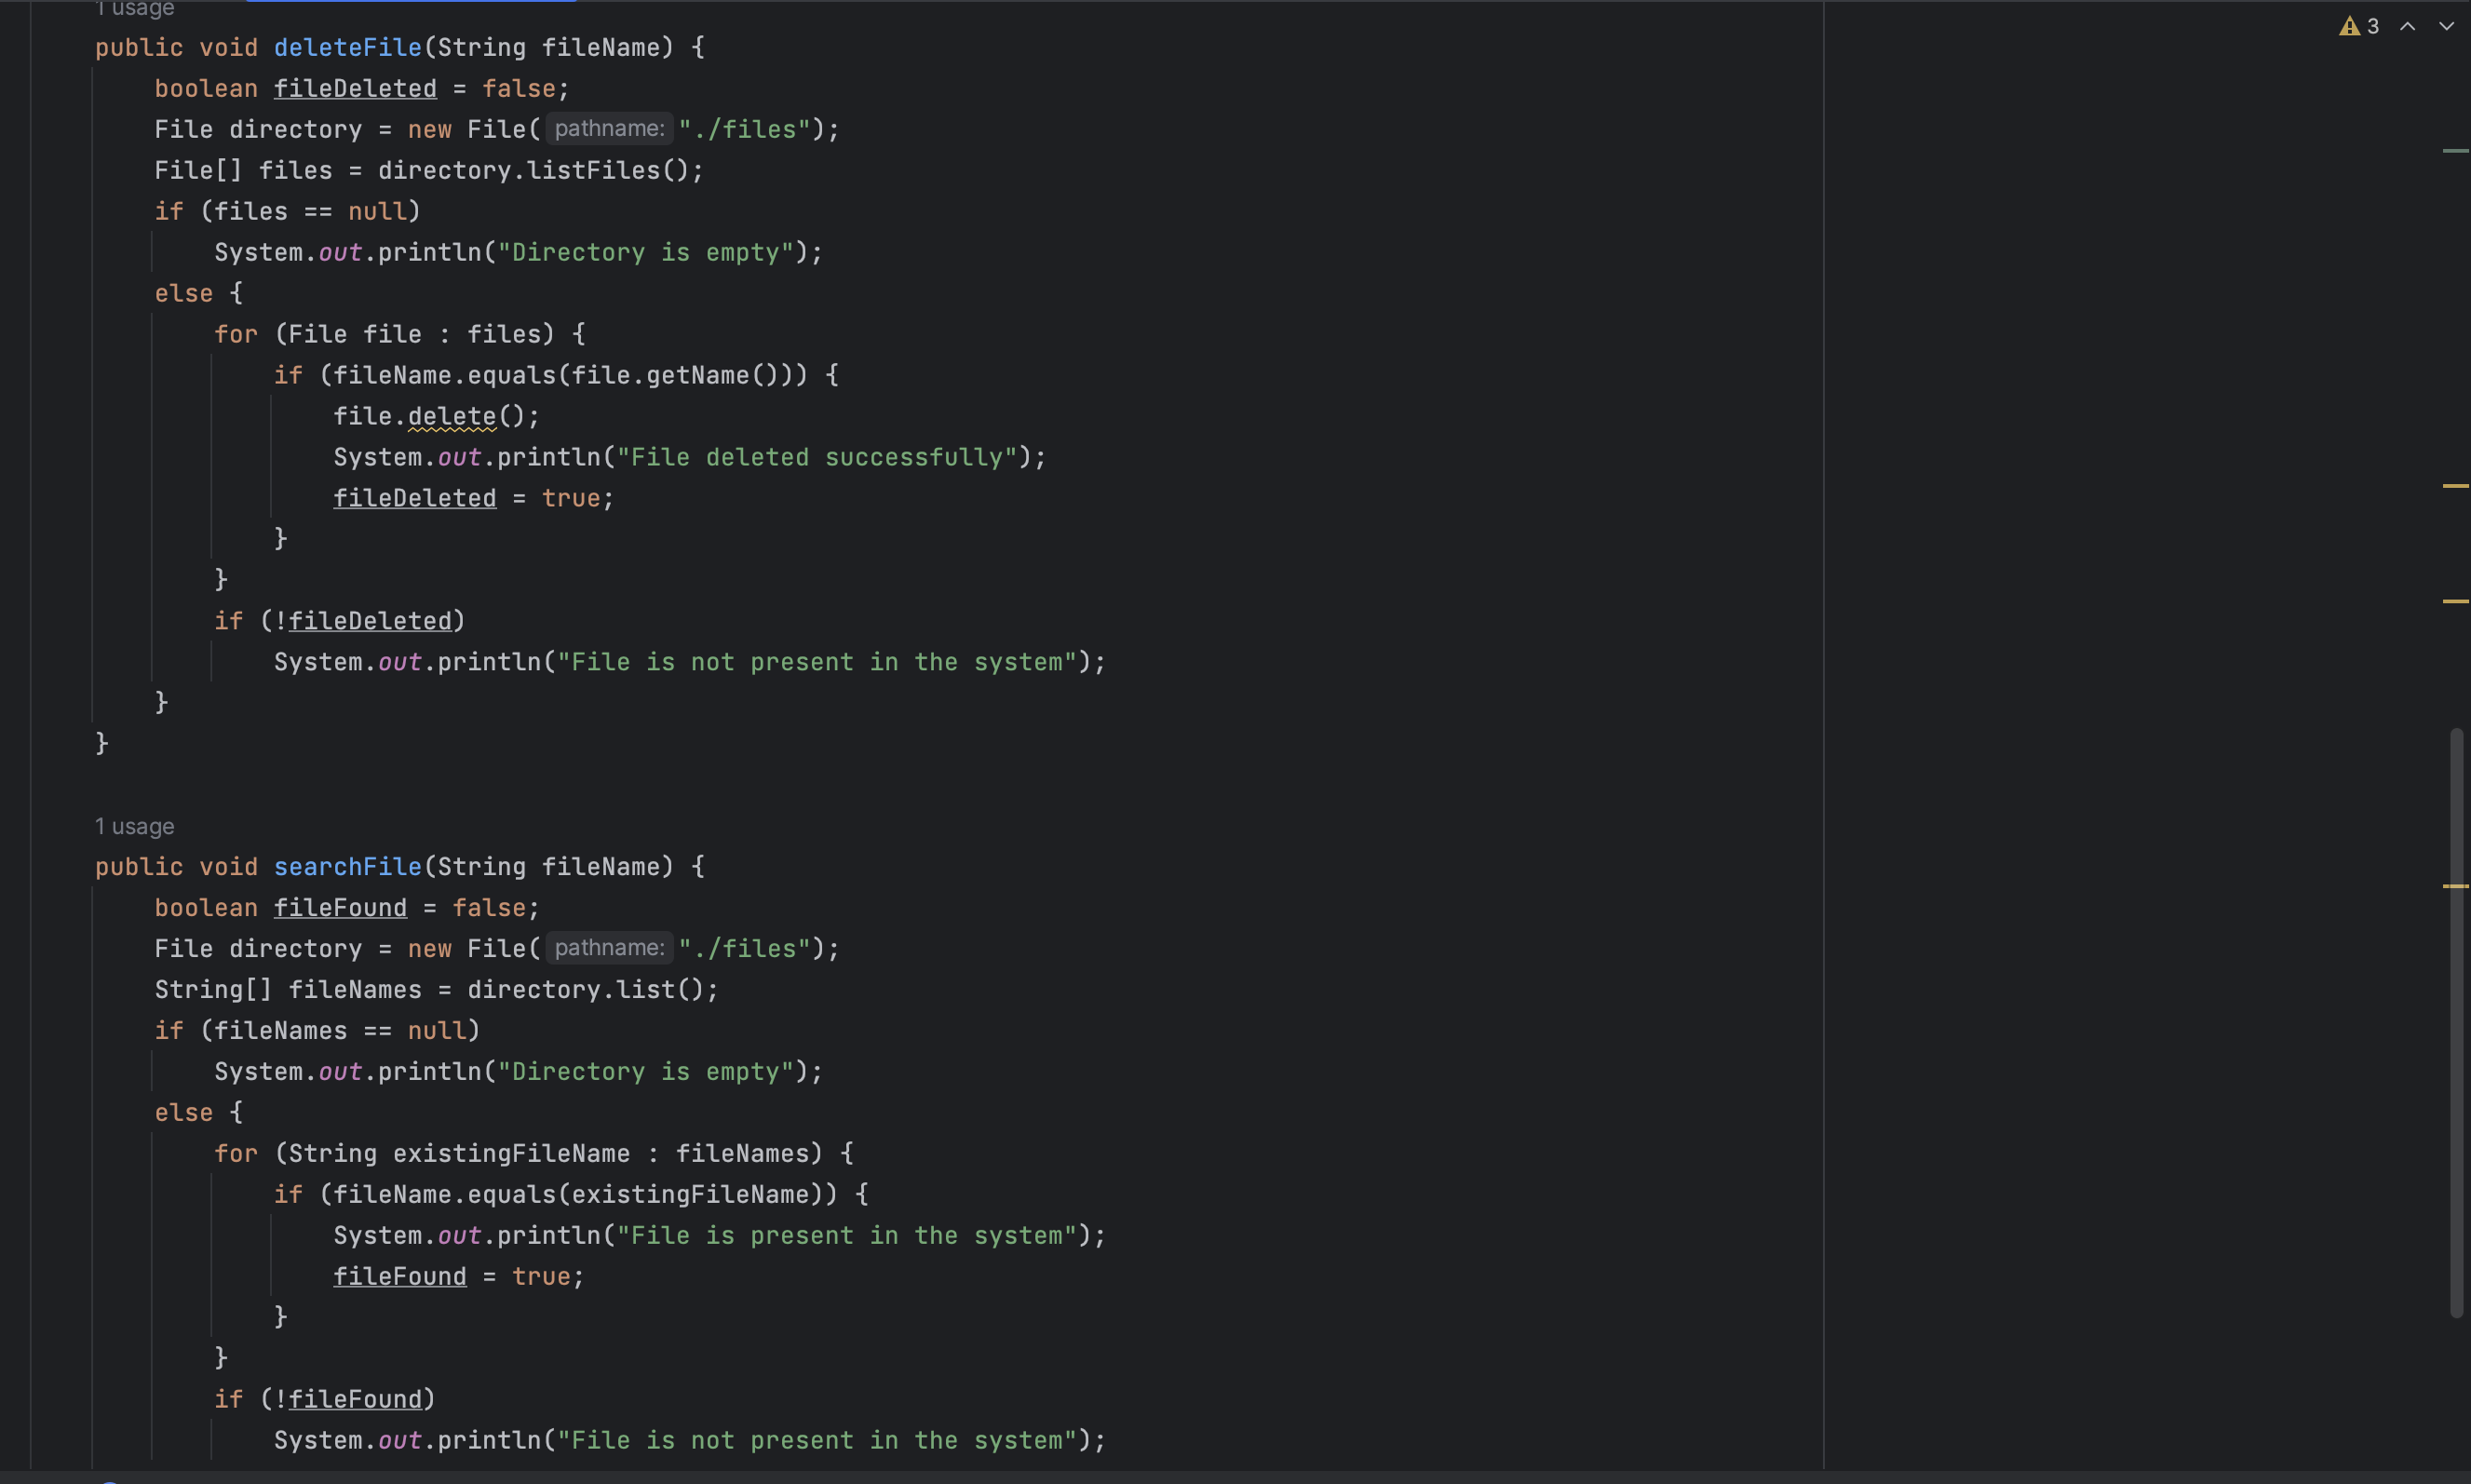 1 usage
public void deleteFile(String fileName) {
3
boolean fileDeleted = false;
File directory = new File( pathname: "./files");
File[] files = directory.listFiles();
if (files == null)
System.out.println("Directory is empty");
else {
for (File file : files) {
if (fileName.equals(file.getName())) {
file.delete();
System.out.println("File deleted successfully");
fileDeleted = true;
}
}
if (!fileDeleted)
System.out.println("File is not present in the system");
}
}
1 usage
public void searchFile(String fileName) {
boolean fileFound = false;
File directory = new File( pathname: "./files");
String[] fileNames = directory.list();
if (fileNames == null)
System.out.println("Directory is empty");
else {
for (String existingFileName : fileNames) {
if (fileName.equals(existingFileName)) {
System.out.println("File is present in the system");
fileFound = true;
}
}
if (!fileFound)
System.out.println("File is not present in the system");